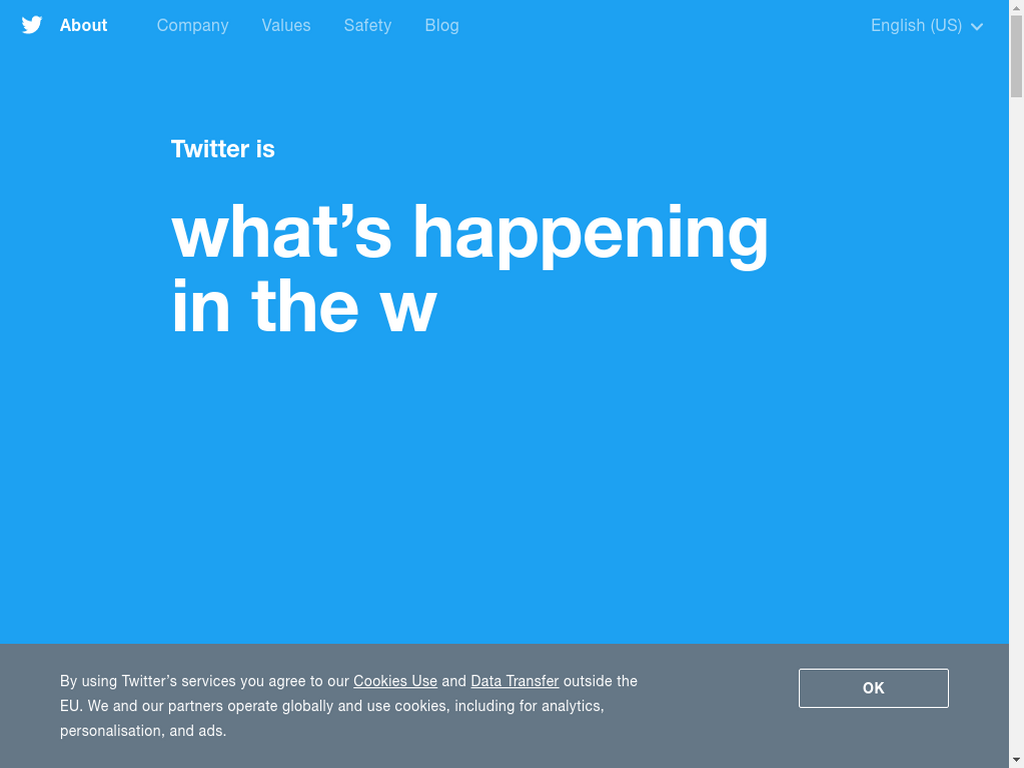 About Company Values Safety Blog English (US)
Twitter is
what’s happening
in the w
By using Twitter’s services you agree to our Cookies Use and Data Transfer outside the
EU. We and our partners operate globally and use cookies, including for analytics,
personalisation, and ads.
OK